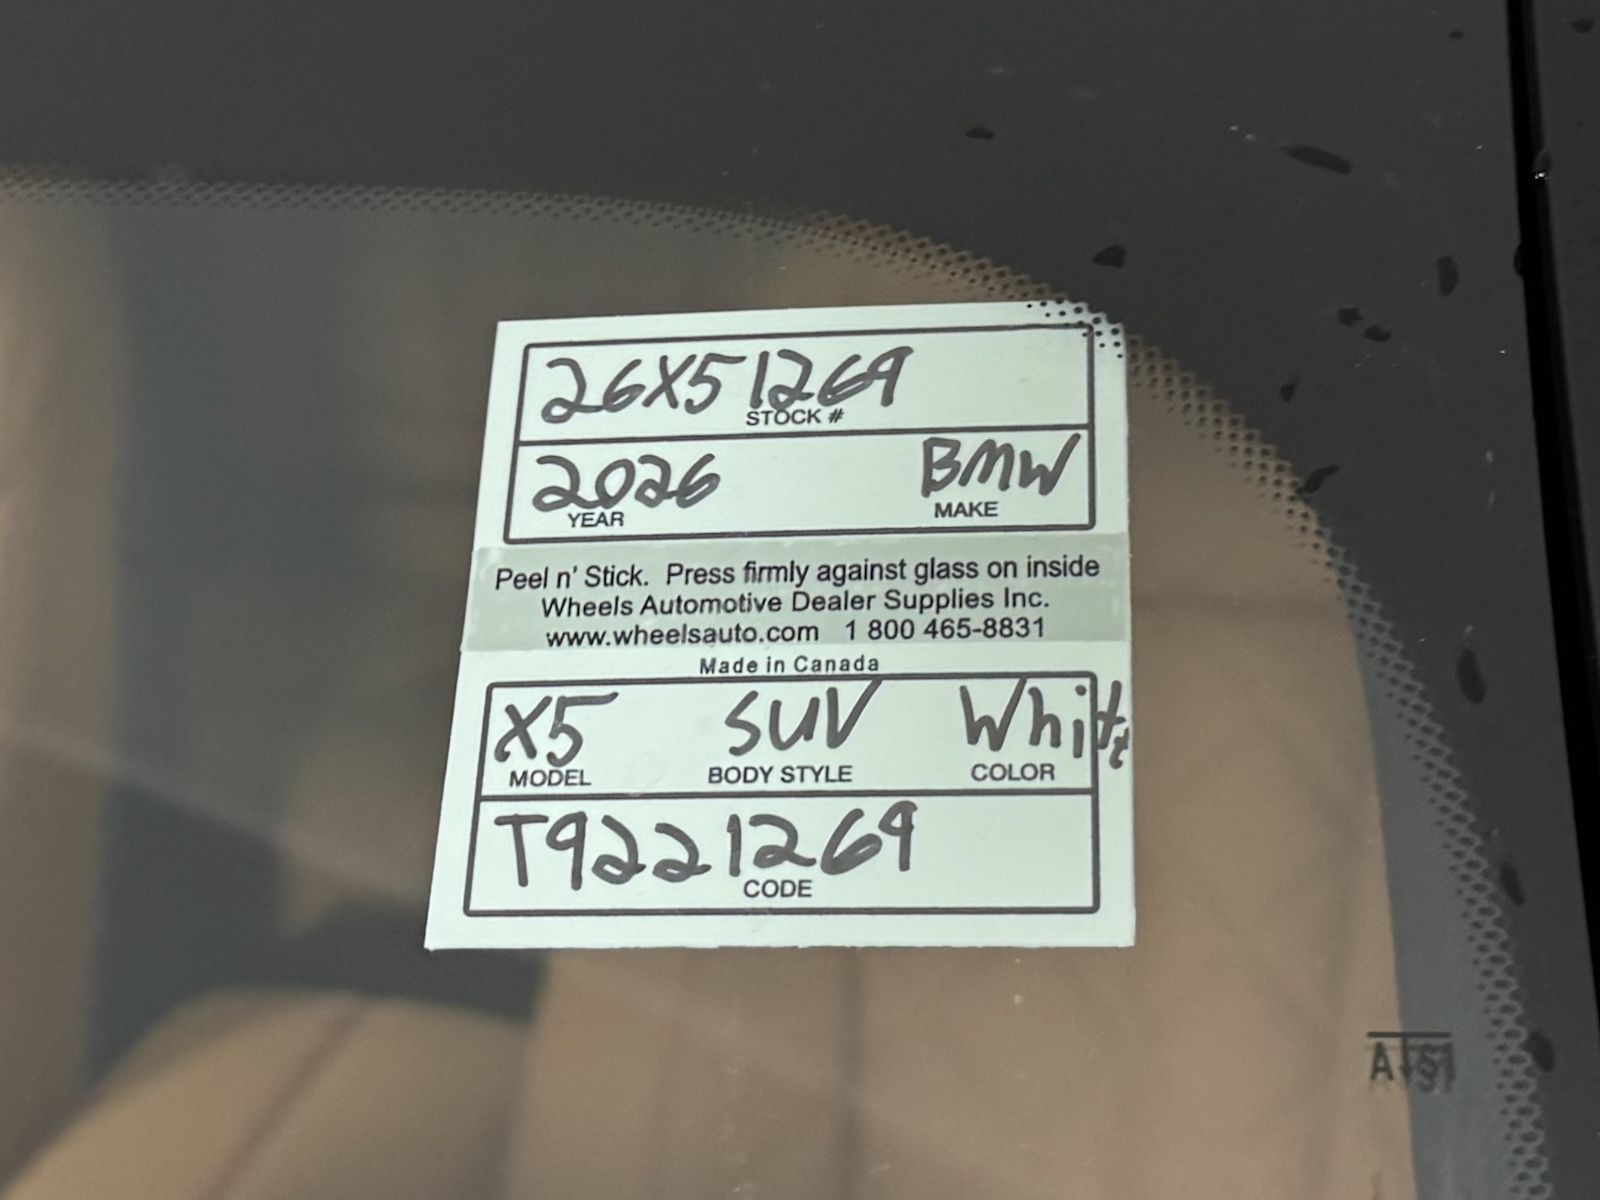 26X51269
STOCK #
2026 BMW
YEAR MAKE
Peel n' Stick. Press firmly against glass on inside
Wheels Automotive Dealer Supplies Inc.
www.wheelsauto.com 1 800 465-8831
Made in Canada
X5 SUV White
MODEL BODY STYLE COLOR
T9221269
CODE
AS1